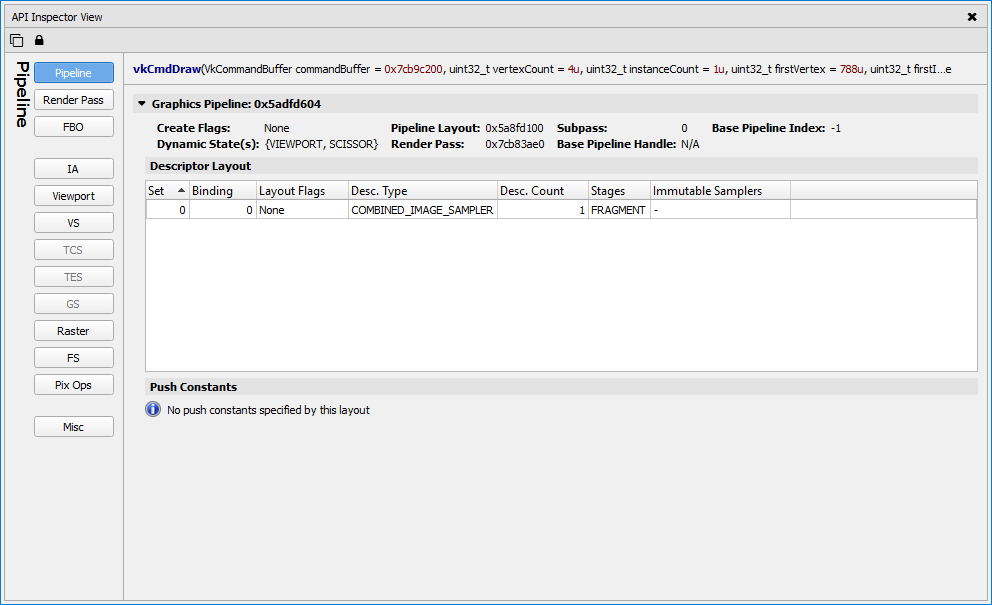 API Inspector View
Pipeline
Pipeline
Render Pass
FBO
IA
Viewport
VS
TCS
TES
GS
Raster
FS
Pix Ops
Misc
vkCmdDraw(VkCommandBuffer commandBuffer = 0x7cb9c200, uint32_t vertexCount = 4u, uint32_t instanceCount = 1u, uint32_t firstVertex = 788u, uint32_t firstI...e
Graphics Pipeline: 0x5adfd604
Create Flags: None Pipeline Layout: 0x5a8fd100 Subpass: 0 Base Pipeline Index: -1
Dynamic State(s): {VIEWPORT, SCISSOR} Render Pass: 0x7cb83ae0 Base Pipeline Handle: N/A
Descriptor Layout
Set Binding Layout Flags Desc. Type Desc. Count Stages Immutable Samplers
0 0 None COMBINED_IMAGE_SAMPLER 1 FRAGMENT -
Push Constants
No push constants specified by this layout